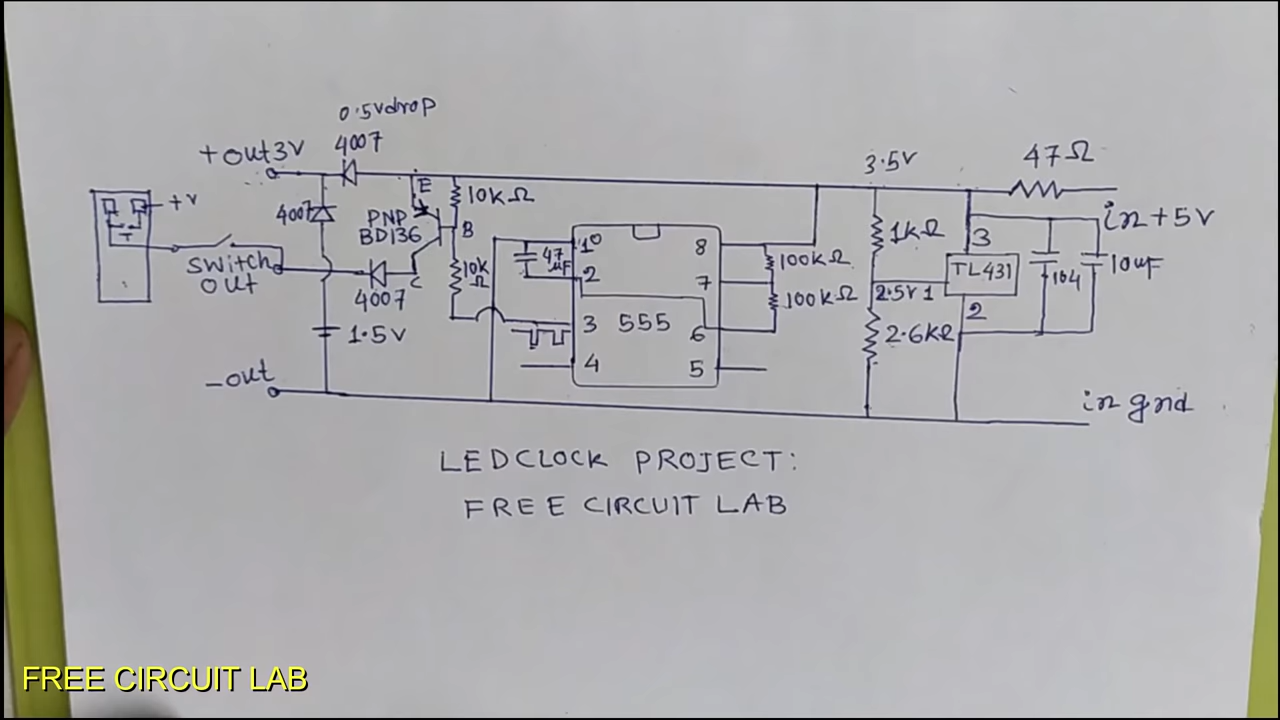 0.5vdrop
4007
+out3v
3.5v
47Ω
+v
4007
E
10kΩ
PNP
BD136
B
in+5v
1kΩ
3
1
8
100kΩ
TL431
104
10uf
switch
out
4007
C
10k
Ω
47
uF
2
7
100kΩ
2.5v 1
2
1.5v
3 555 6
2.6kΩ
4
5
-out
in gnd
LEDCLOCK PROJECT:
FREE CIRCUIT LAB
FREE CIRCUIT LAB